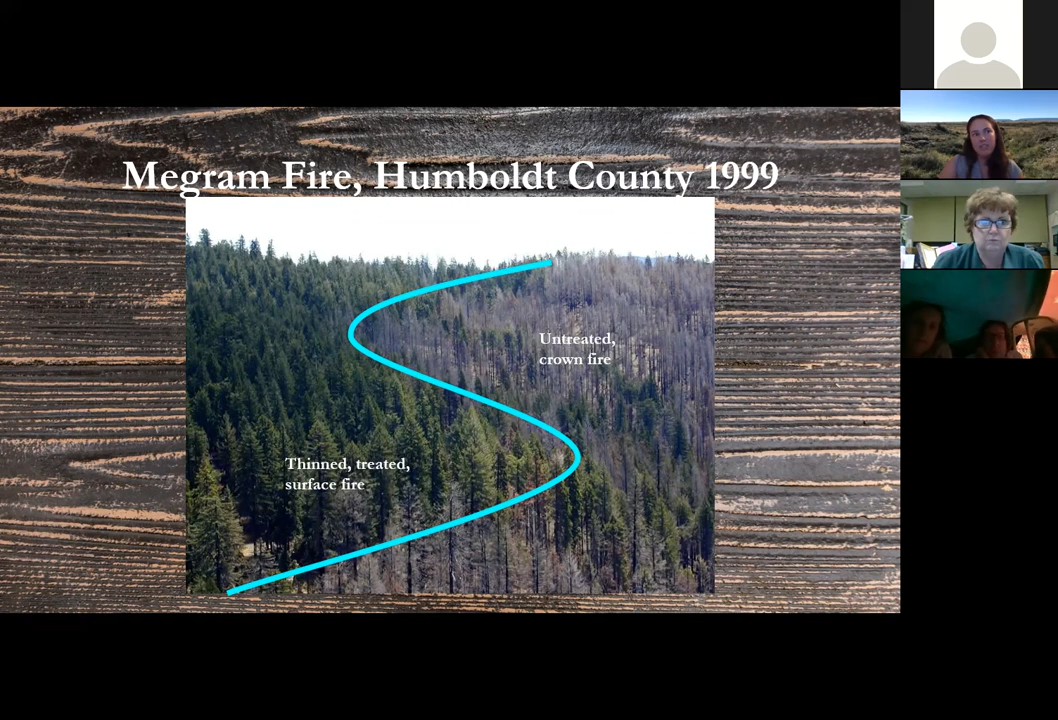 Megram Fire, Humboldt County 1999
Untreated,
crown fire
Thinned, treated,
surface fire